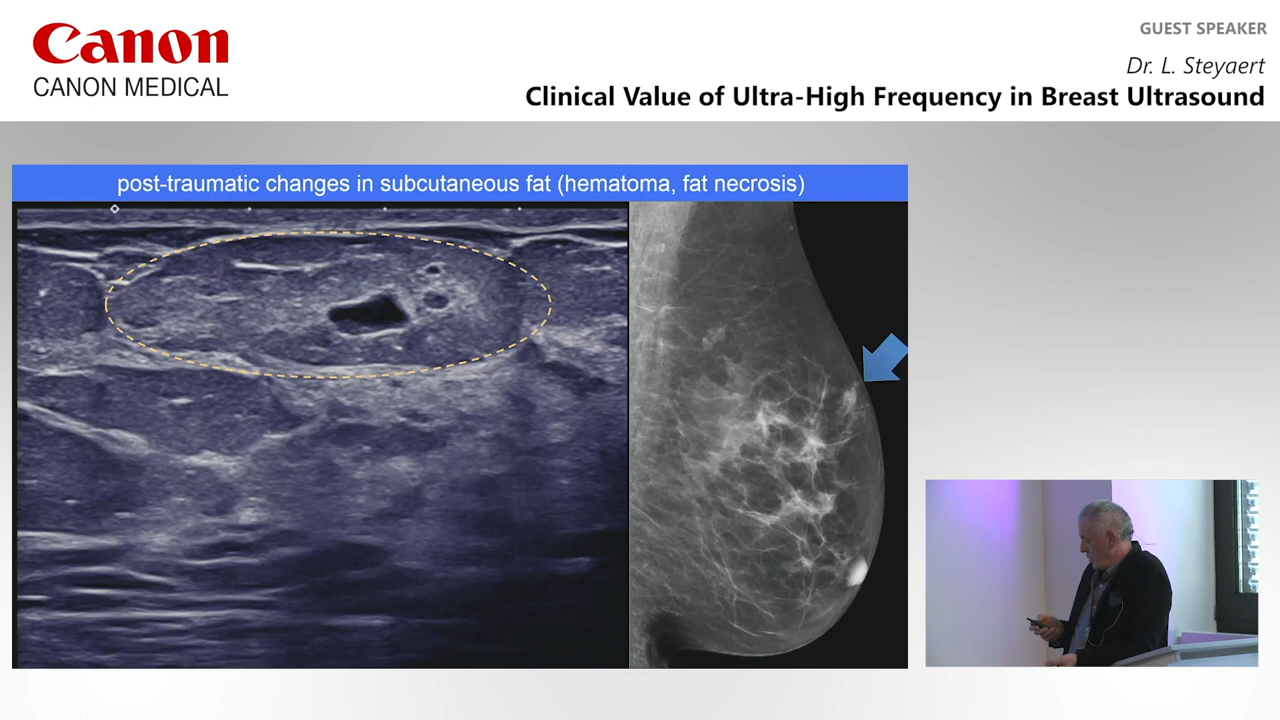 Canon
CANON MEDICAL
GUEST SPEAKER
Dr. L. Steyaert
Clinical Value of Ultra-High Frequency in Breast Ultrasound
post-traumatic changes in subcutaneous fat (hematoma, fat necrosis)